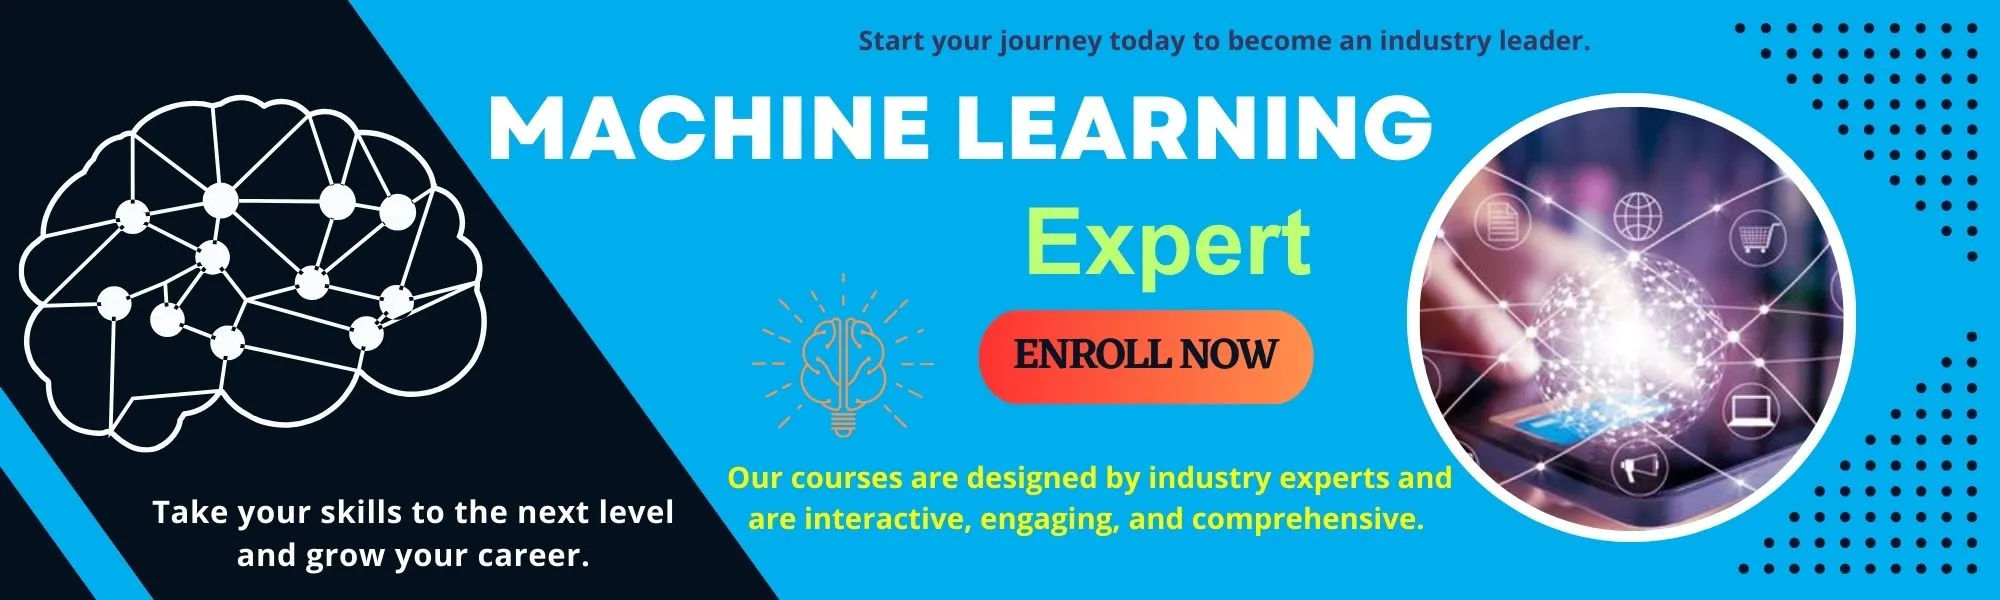 Start your journey today to become an industry leader.
MACHINE LEARNING
Expert
ENROLL NOW
Our courses are designed by industry experts and
are interactive, engaging, and comprehensive.
Take your skills to the next level
and grow your career.